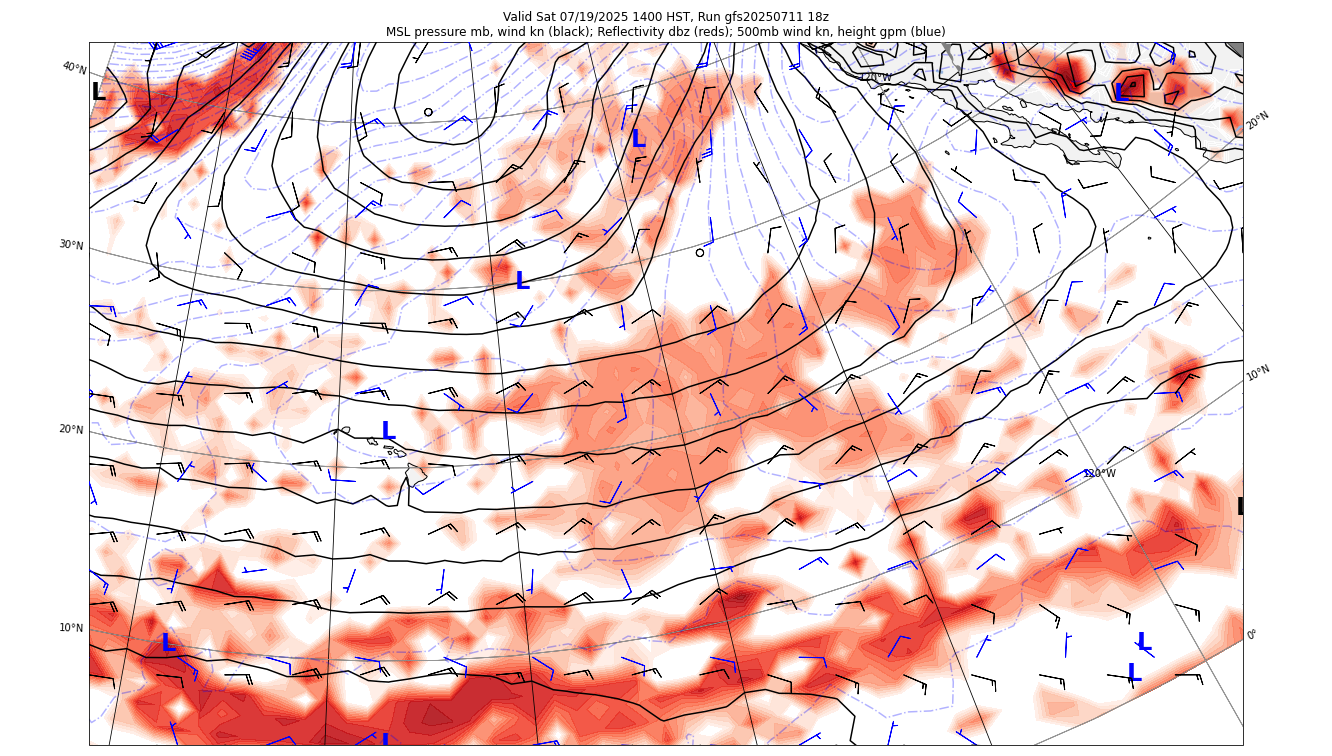 Valid Sat 07/19/2025 1400 HST, Run gfs20250711 18z
MSL pressure mb, wind kn (black); Reflectivity dbz (reds); 500mb wind kn, height gpm (blue)
40°N
120°W
L
L
L
20°N
30°N
L
10°N
20°N
L
120°W
L
10°N
0°
L
L
L
L